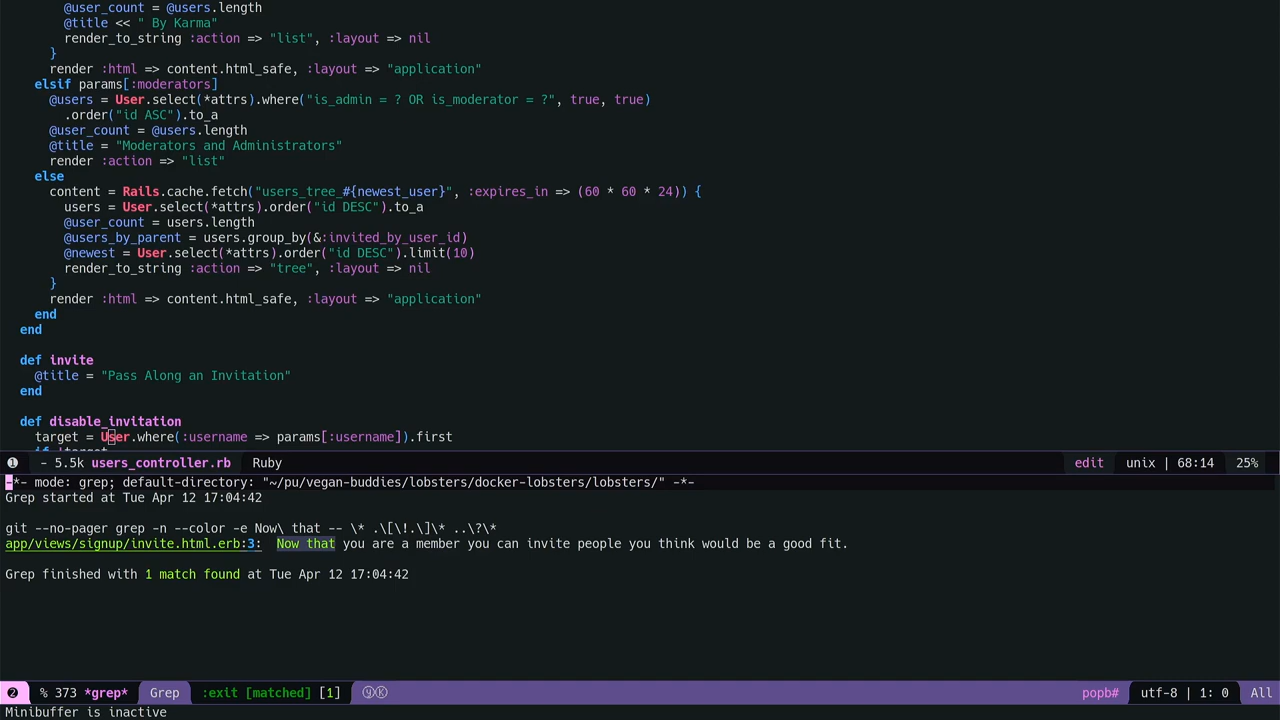 @user_count = @users.length
@title << " By Karma"
render_to_string :action => "list", :layout => nil
}
render :html => content.html_safe, :layout => "application"
elsif params[:moderators]
@users = User.select(*attrs).where("is_admin = ? OR is_moderator = ?", true, true)
.order("id ASC").to_a
@user_count = @users.length
@title = "Moderators and Administrators"
render :action => "list"
else
content = Rails.cache.fetch("users_tree_#{newest_user}", :expires_in => (60 * 60 * 24)) {
users = User.select(*attrs).order("id DESC").to_a
@user_count = users.length
@users_by_parent = users.group_by(&:invited_by_user_id)
@newest = User.select(*attrs).order("id DESC").limit(10)
render_to_string :action => "tree", :layout => nil
}
render :html => content.html_safe, :layout => "application"
end
end
def invite
@title = "Pass Along an Invitation"
end
def disable_invitation
target = User.where(:username => params[:username]).first
if !target
❶ - 5.5k users_controller.rb Ruby edit unix | 68:14 25%
-*- mode: grep; default-directory: "~/pu/vegan-buddies/lobsters/docker-lobsters/lobsters/" -*-
Grep started at Tue Apr 12 17:04:42
git --no-pager grep -n --color -e Now\ that -- \* .\[\!.\]\* ..\?\*
app/views/signup/invite.html.erb:3: Now that you are a member you can invite people you think would be a good fit.
Grep finished with 1 match found at Tue Apr 12 17:04:42
❷ % 373 *grep* Grep :exit [matched] [1] ⓨⓀ popb# utf-8 | 1: 0 All
Minibuffer is inactive